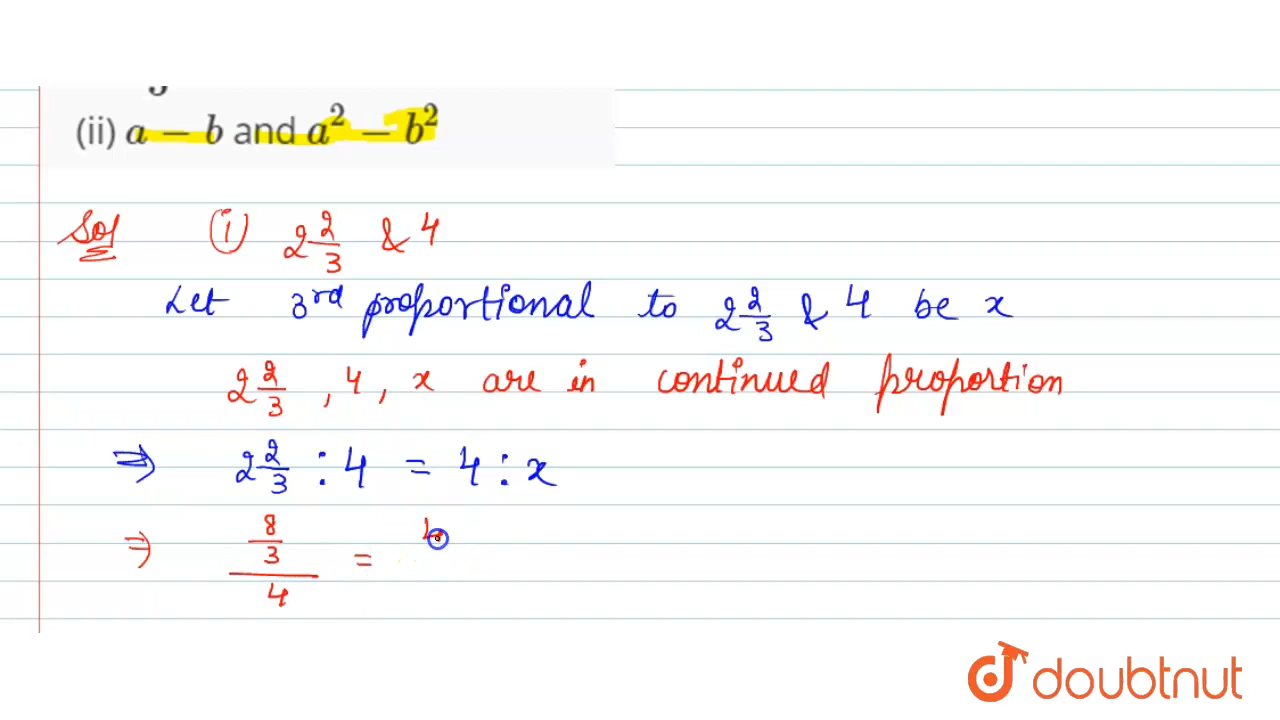 (ii) a − b and a² − b²
Sol (i) 2 2/3 & 4
Let 3rd proportional to 2 2/3 & 4 be x
2 2/3, 4, x are in continued proportion
⇒ 2 2/3 : 4 = 4 : x
⇒ 8/3 / 4 = 4
doubtnut